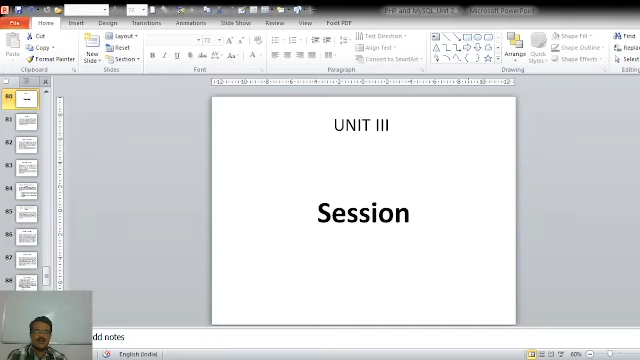 PHP and MySQL_Unit 2 - Microsoft PowerPoint
File Home Insert Design Transitions Animations Slide Show Review View Foxit PDF
Cut
Copy
Format Painter
Paste
Clipboard
New Slide
Layout
Reset
Section
Slides
Font
Paragraph
Text Direction
Align Text
Convert to SmartArt
Arrange
Quick Styles
Shape Fill
Shape Outline
Shape Effects
Drawing
Find
Replac
Select
Editing
80
81
82
83
84
85
86
87
88
UNIT III
Session
dd notes
English (India)
60%